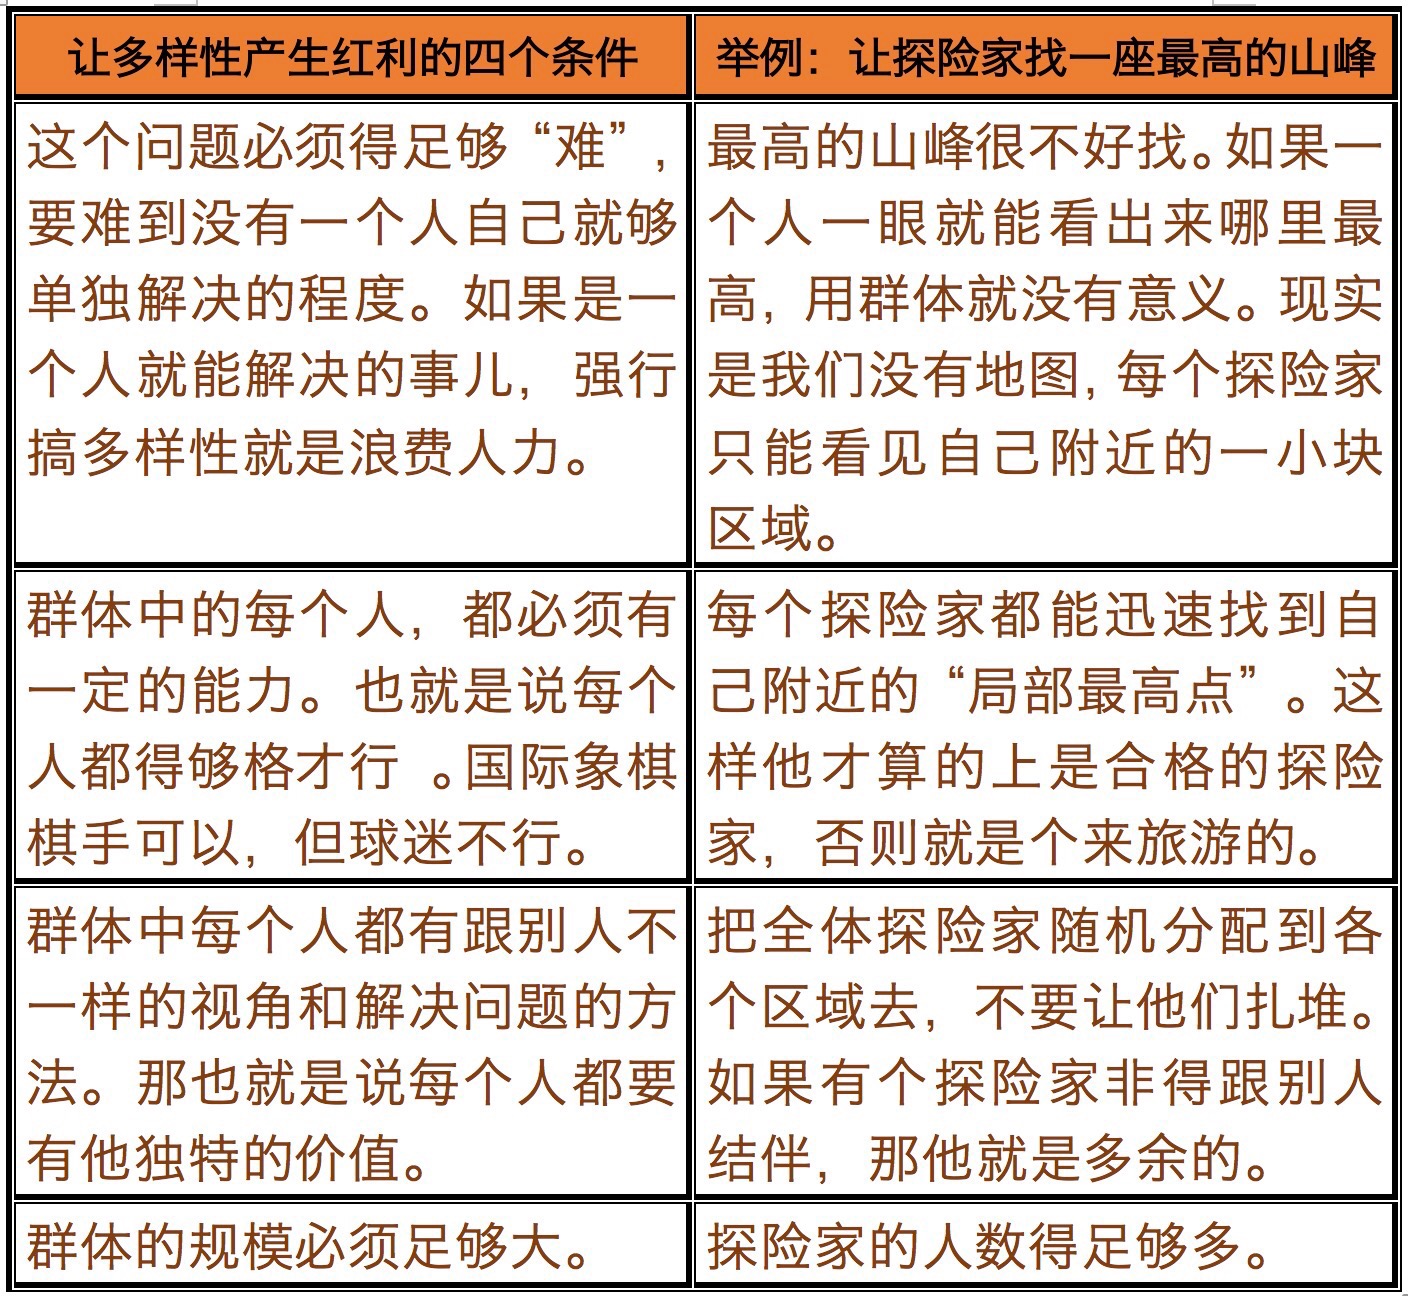 让多样性产生红利的四个条件
举例：让探险家找一座最高的山峰
这个问题必须得足够“难”，
要难到没有一个人自己就够
单独解决的程度。如果是一
个人就能解决的事儿，强行
搞多样性就是浪费人力。
最高的山峰很不好找。如果一
个人一眼就能看出来哪里最
高，用群体就没有意义。现实
是我们没有地图，每个探险家
只能看见自己附近的一小块
区域。
群体中的每个人，都必须有
一定的能力。也就是说每个
人都得够格才行 。国际象棋
棋手可以，但球迷不行。
每个探险家都能迅速找到自
己附近的“局部最高点”。这
样他才算的上是合格的探险
家，否则就是个来旅游的。
群体中每个人都有跟别人不
一样的视角和解决问题的方
法。那也就是说每个人都要
有他独特的价值。
把全体探险家随机分配到各
个区域去，不要让他们扎堆。
如果有个探险家非得跟别人
结伴，那他就是多余的。
群体的规模必须足够大。
探险家的人数得足够多。